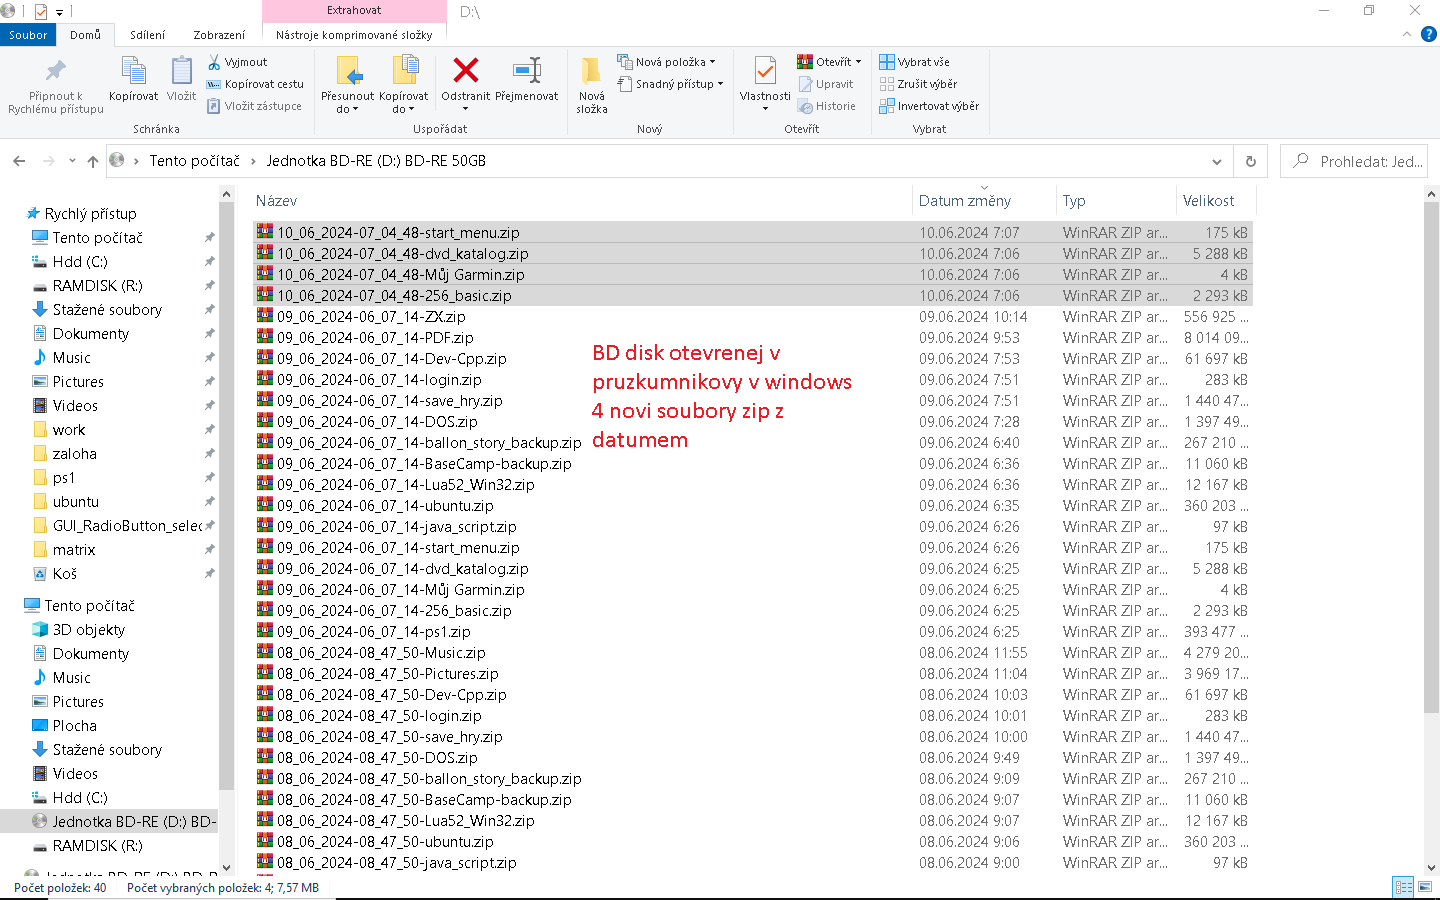 Extrahovat
D:\
Soubor
Domů
Sdílení
Zobrazení
Nástroje komprimované složky
Připnout k
Rychlému přístupu
Kopírovat
Vložit
Vyjmout
Kopírovat cestu
Vložit zástupce
Schránka
Přesunout
do
Kopírovat
do
Odstranit
Přejmenovat
Uspořádat
Nová
složka
Nová položka
Snadný přístup
Nový
Vlastnosti
Otevřít
Upravit
Historie
Otevřít
Vybrat vše
Zrušit výběr
Invertovat výběr
Vybrat
Tento počítač
Jednotka BD-RE (D:) BD-RE 50GB
Prohledat: Jed...
Rychlý přístup
Tento počítač
Hdd (C:)
RAMDISK (R:)
Stažené soubory
Dokumenty
Music
Pictures
Videos
work
zaloha
ps1
ubuntu
GUI_RadioButton_selec
matrix
Koš
Tento počítač
3D objekty
Dokumenty
Music
Pictures
Plocha
Stažené soubory
Videos
Hdd (C:)
Jednotka BD-RE (D:) BD-
RAMDISK (R:)
Název Datum změny Typ Velikost
10_06_2024-07_04_48-start_menu.zip 10.06.2024 7:07 WinRAR ZIP ar... 175 kB
10_06_2024-07_04_48-dvd_katalog.zip 10.06.2024 7:06 WinRAR ZIP ar... 5 288 kB
10_06_2024-07_04_48-Můj Garmin.zip 10.06.2024 7:06 WinRAR ZIP ar... 4 kB
10_06_2024-07_04_48-256_basic.zip 10.06.2024 7:06 WinRAR ZIP ar... 2 293 kB
09_06_2024-06_07_14-ZX.zip 09.06.2024 10:14 WinRAR ZIP ar... 556 925 ...
09_06_2024-06_07_14-PDF.zip 09.06.2024 9:53 WinRAR ZIP ar... 8 014 09...
09_06_2024-06_07_14-Dev-Cpp.zip 09.06.2024 7:53 WinRAR ZIP ar... 61 697 kB
09_06_2024-06_07_14-login.zip 09.06.2024 7:51 WinRAR ZIP ar... 283 kB
09_06_2024-06_07_14-save_hry.zip 09.06.2024 7:51 WinRAR ZIP ar... 1 440 47...
09_06_2024-06_07_14-DOS.zip 09.06.2024 7:28 WinRAR ZIP ar... 1 397 49...
09_06_2024-06_07_14-ballon_story_backup.zip 09.06.2024 6:40 WinRAR ZIP ar... 267 210 ...
09_06_2024-06_07_14-BaseCamp-backup.zip 09.06.2024 6:36 WinRAR ZIP ar... 11 060 kB
09_06_2024-06_07_14-Lua52_Win32.zip 09.06.2024 6:36 WinRAR ZIP ar... 12 167 kB
09_06_2024-06_07_14-ubuntu.zip 09.06.2024 6:35 WinRAR ZIP ar... 360 203 ...
09_06_2024-06_07_14-java_script.zip 09.06.2024 6:26 WinRAR ZIP ar... 97 kB
09_06_2024-06_07_14-start_menu.zip 09.06.2024 6:26 WinRAR ZIP ar... 175 kB
09_06_2024-06_07_14-dvd_katalog.zip 09.06.2024 6:25 WinRAR ZIP ar... 5 288 kB
09_06_2024-06_07_14-Můj Garmin.zip 09.06.2024 6:25 WinRAR ZIP ar... 4 kB
09_06_2024-06_07_14-256_basic.zip 09.06.2024 6:25 WinRAR ZIP ar... 2 293 kB
09_06_2024-06_07_14-ps1.zip 09.06.2024 6:25 WinRAR ZIP ar... 393 477 ...
08_06_2024-08_47_50-Music.zip 08.06.2024 11:55 WinRAR ZIP ar... 4 279 20...
08_06_2024-08_47_50-Pictures.zip 08.06.2024 11:04 WinRAR ZIP ar... 3 969 17...
08_06_2024-08_47_50-Dev-Cpp.zip 08.06.2024 10:03 WinRAR ZIP ar... 61 697 kB
08_06_2024-08_47_50-login.zip 08.06.2024 10:01 WinRAR ZIP ar... 283 kB
08_06_2024-08_47_50-save_hry.zip 08.06.2024 10:00 WinRAR ZIP ar... 1 440 47...
08_06_2024-08_47_50-DOS.zip 08.06.2024 9:49 WinRAR ZIP ar... 1 397 49...
08_06_2024-08_47_50-ballon_story_backup.zip 08.06.2024 9:09 WinRAR ZIP ar... 267 210 ...
08_06_2024-08_47_50-BaseCamp-backup.zip 08.06.2024 9:07 WinRAR ZIP ar... 11 060 kB
08_06_2024-08_47_50-Lua52_Win32.zip 08.06.2024 9:07 WinRAR ZIP ar... 12 167 kB
08_06_2024-08_47_50-ubuntu.zip 08.06.2024 9:06 WinRAR ZIP ar... 360 203 ...
08_06_2024-08_47_50-java_script.zip 08.06.2024 9:00 WinRAR ZIP ar... 97 kB
BD disk otevrenej v
pruzkumnikovy v windows
4 novi soubory zip z
datumem
Počet položek: 40
Počet vybraných položek: 4; 7,57 MB